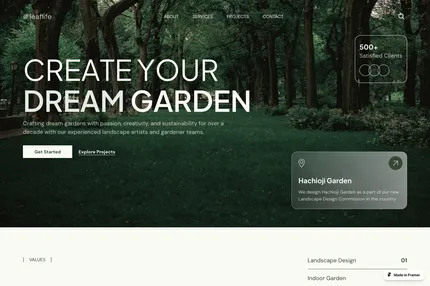 leaflife
ABOUT SERVICES PROJECTS CONTACT
500+
Satisfied Clients
CREATE YOUR
DREAM GARDEN
Crafting dream gardens with passion, creativity, and sustainability for over a
decade with our experienced landscape artists and gardener teams.
Get Started Explore Projects
Hachioji Garden
We design Hachioji Garden as a part of our new
Landscape Design Commission in the country.
[ VALUES ]
Landscape Design 01
Indoor Garden
Made in Framer